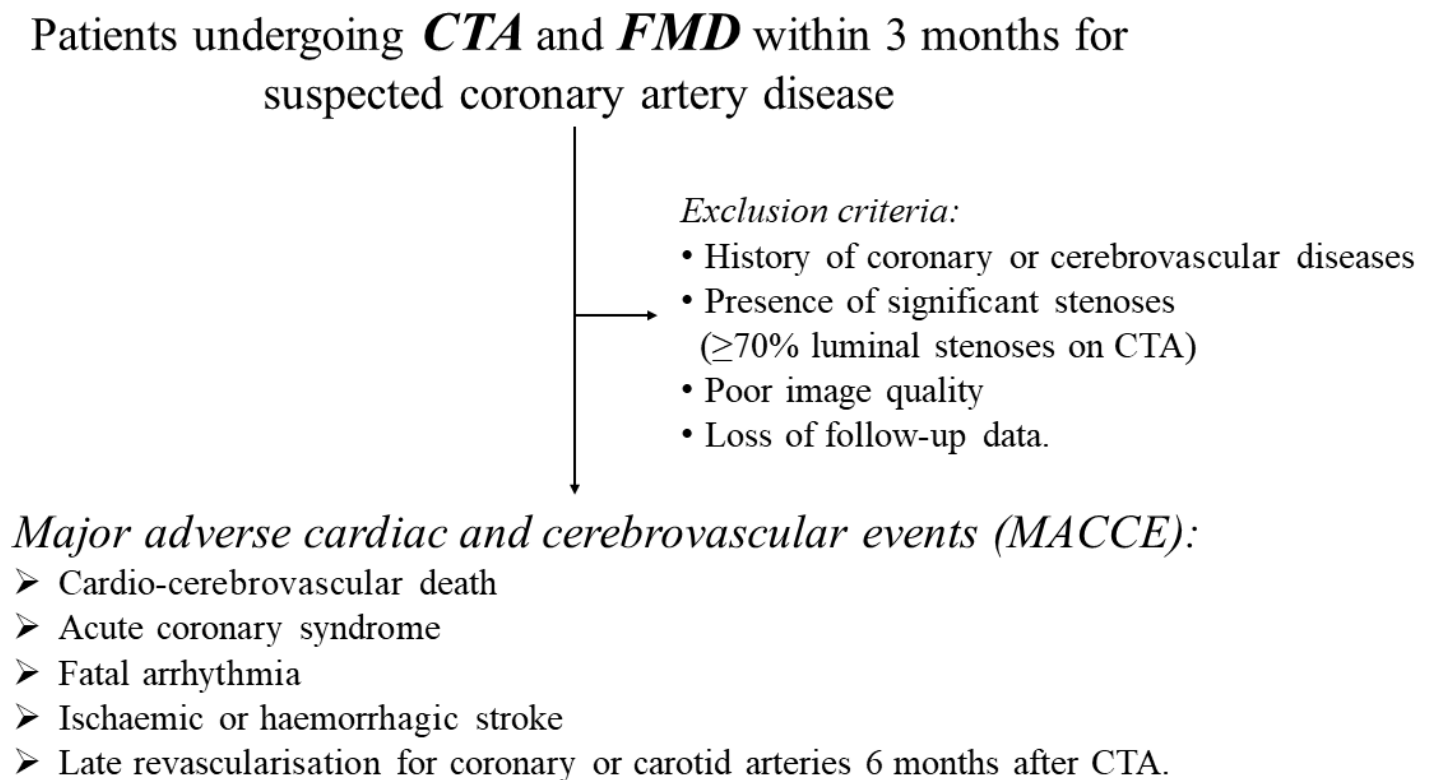 Patients undergoing CTA and FMD within 3 months for
suspected coronary artery disease
Exclusion criteria:
• History of coronary or cerebrovascular diseases
• Presence of significant stenoses
(≥70% luminal stenoses on CTA)
• Poor image quality
• Loss of follow-up data.
Major adverse cardiac and cerebrovascular events (MACCE):
➢ Cardio-cerebrovascular death
➢ Acute coronary syndrome
➢ Fatal arrhythmia
➢ Ischaemic or haemorrhagic stroke
➢ Late revascularisation for coronary or carotid arteries 6 months after CTA.